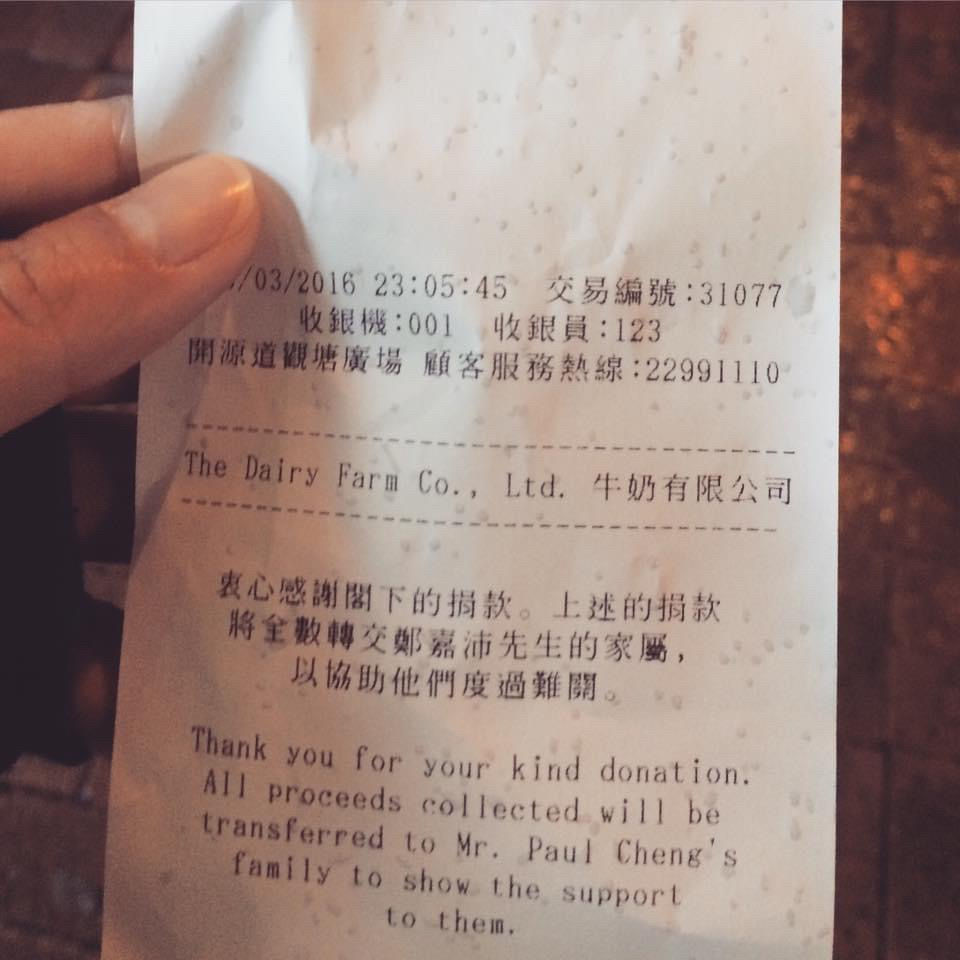 /03/2016 23:05:45 交易編號:31077
收銀機:001 收銀員:123
開源道觀塘廣場 顧客服務熱線:22991110
The Dairy Farm Co., Ltd. 牛奶有限公司
衷心感謝閣下的捐款。上述的捐款
將全數轉交鄭嘉沛先生的家屬,
以協助他們度過難關。
Thank you for your kind donation.
All proceeds collected will be
transferred to Mr. Paul Cheng's
family to show the support
to them.